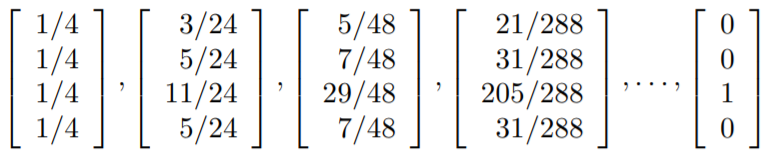 1/4 3/24 5/48 21/288 0
1/4 5/24 7/48 31/288 0
1/4 , 11/24 , 29/48 , 205/288 , . . . , 1
1/4 5/24 7/48 31/288 0